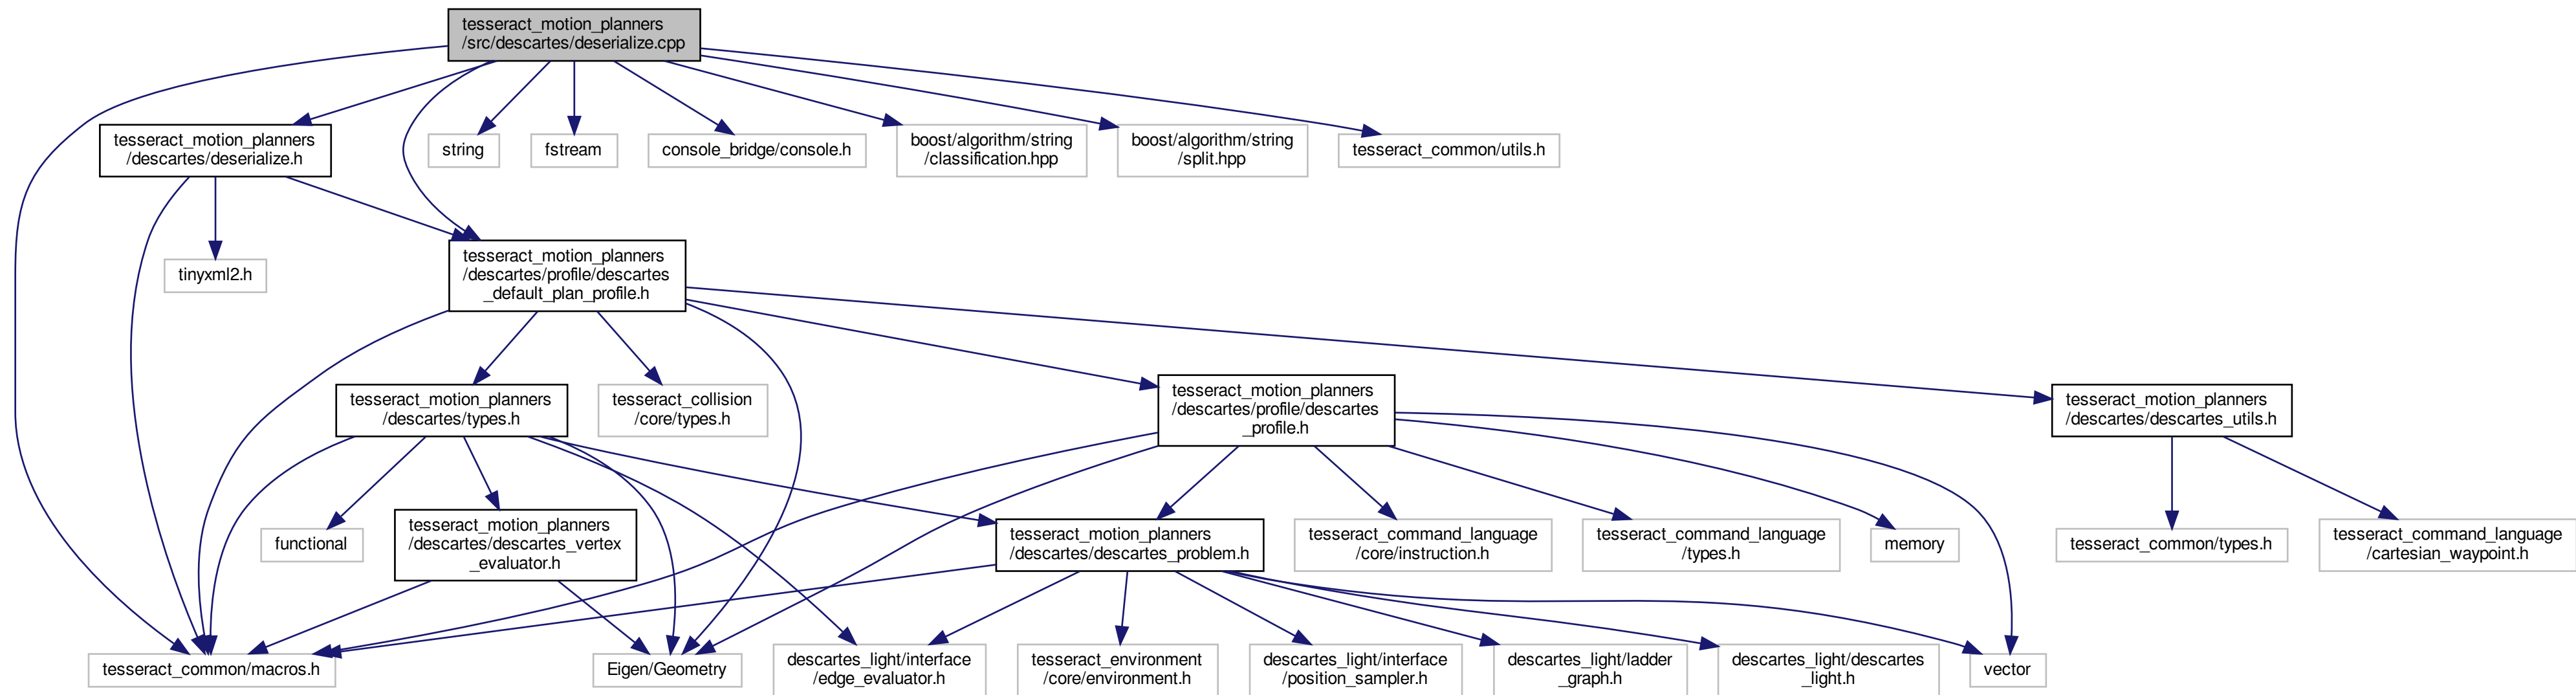 tesseract_motion_planners
/src/descartes/deserialize.cpp
tesseract_motion_planners
/descartes/deserialize.h
string
fstream
console_bridge/console.h
boost/algorithm/string
/classification.hpp
boost/algorithm/string
/split.hpp
tesseract_common/utils.h
tinyxml2.h
tesseract_motion_planners
/descartes/profile/descartes
_default_plan_profile.h
tesseract_motion_planners
/descartes/types.h
tesseract_collision
/core/types.h
tesseract_motion_planners
/descartes/profile/descartes
_profile.h
tesseract_motion_planners
/descartes/descartes_utils.h
functional
tesseract_motion_planners
/descartes/descartes_vertex
_evaluator.h
tesseract_motion_planners
/descartes/descartes_problem.h
tesseract_command_language
/core/instruction.h
tesseract_command_language
/types.h
memory
tesseract_common/types.h
tesseract_command_language
/cartesian_waypoint.h
tesseract_common/macros.h
Eigen/Geometry
descartes_light/interface
/edge_evaluator.h
tesseract_environment
/core/environment.h
descartes_light/interface
/position_sampler.h
descartes_light/ladder
_graph.h
descartes_light/descartes
_light.h
vector